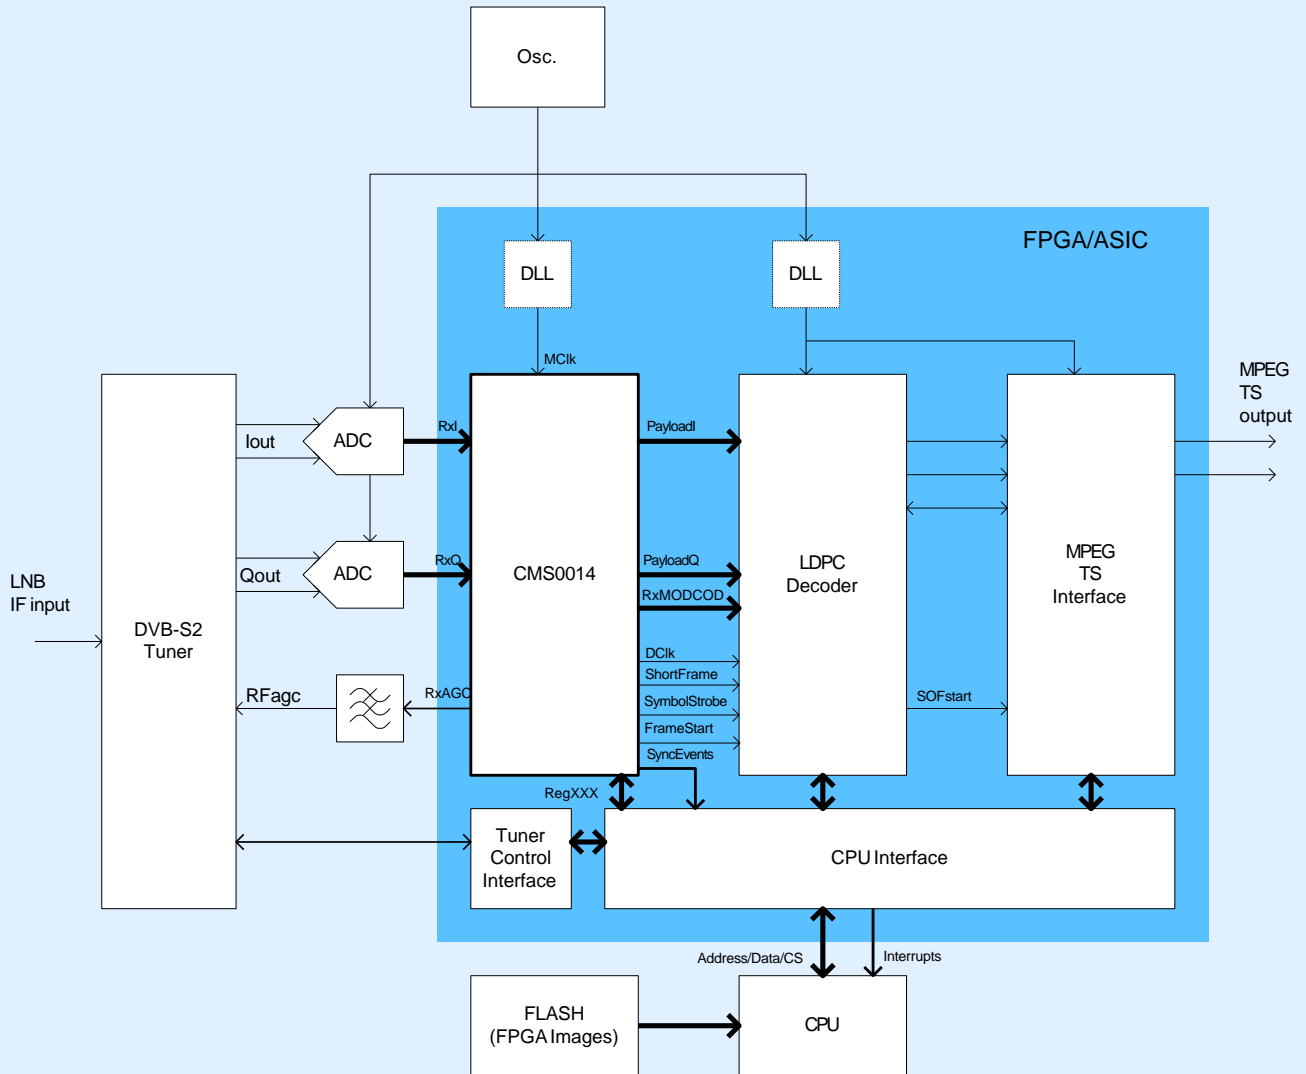 Osc.
FPGA/ASIC
DLL
DLL
MClk
MPEG
TS
output
RxI
PayloadI
Iout
ADC
LNB
IF input
DVB-S2
Tuner
Qout
ADC
RxQ
CMS0014
PayloadQ
RxMODCOD
LDPC
Decoder
MPEG
TS
Interface
DClk
ShortFrame
SymbolStrobe
FrameStart
SyncEvents
RFagc
RxAGC
SOFstart
RegXXX
Tuner
Control
Interface
CPU Interface
Address/Data/CS
Interrupts
FLASH
(FPGA Images)
CPU